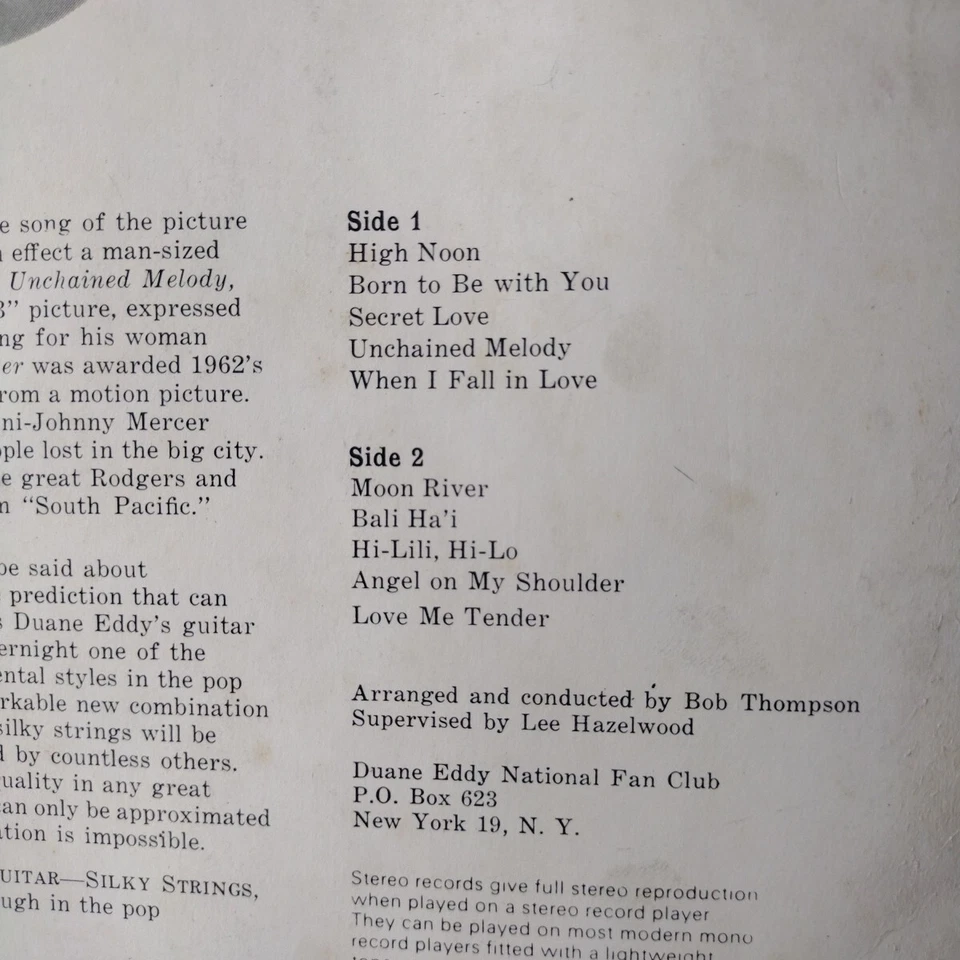 e song of the picture
effect a man-sized
Unchained Melody,
3” picture, expressed
ng for his woman
er was awarded 1962’s
rom a motion picture.
ni-Johnny Mercer
ple lost in the big city.
e great Rodgers and
n “South Pacific.”
be said about
prediction that can
s Duane Eddy’s guitar
ernight one of the
ental styles in the pop
rkable new combination
silky strings will be
d by countless others.
uality in any great
an only be approximated
ation is impossible.
UITAR—SILKY STRINGS,
ugh in the pop
Side 1
High Noon
Born to Be with You
Secret Love
Unchained Melody
When I Fall in Love
Side 2
Moon River
Bali Ha’i
Hi-Lili, Hi-Lo
Angel on My Shoulder
Love Me Tender
Arranged and conducted by Bob Thompson
Supervised by Lee Hazelwood
Duane Eddy National Fan Club
P.O. Box 623
New York 19, N. Y.
Stereo records give full stereo reproduction
when played on a stereo record player
They can be played on most modern mono
record players fitted with a lightweight